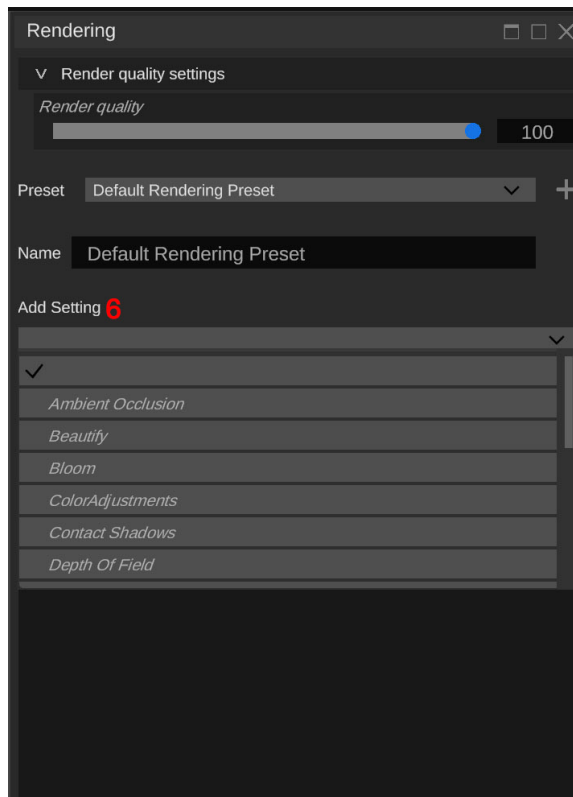 Rendering
Render quality settings
Render quality
100
Preset Default Rendering Preset
Name Default Rendering Preset
Add Setting 6
Ambient Occlusion
Beautify
Bloom
ColorAdjustments
Contact Shadows
Depth Of Field